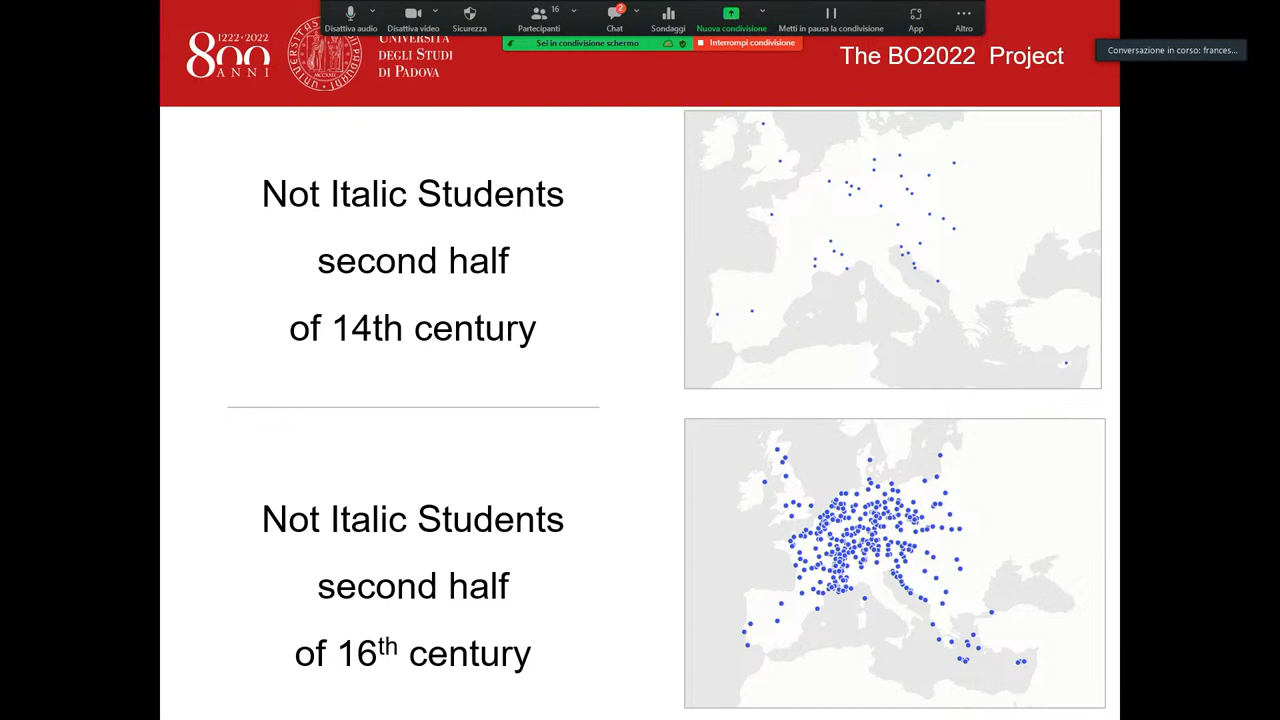 16
2
Disattiva audio
Disattiva video
Sicurezza
Partecipanti
Chat
Sondaggi
Nuova condivisione
Metti in pausa la condivisione
App
Altro
Sei in condivisione schermo
Interrompi condivisione
Conversazione in corso: frances...
1222·2022
800
ANNI
UNIVERSITÀ
DEGLI STUDI
DI PADOVA
The BO2022 Project
Not Italic Students
second half
of 14th century
Not Italic Students
second half
of 16th century